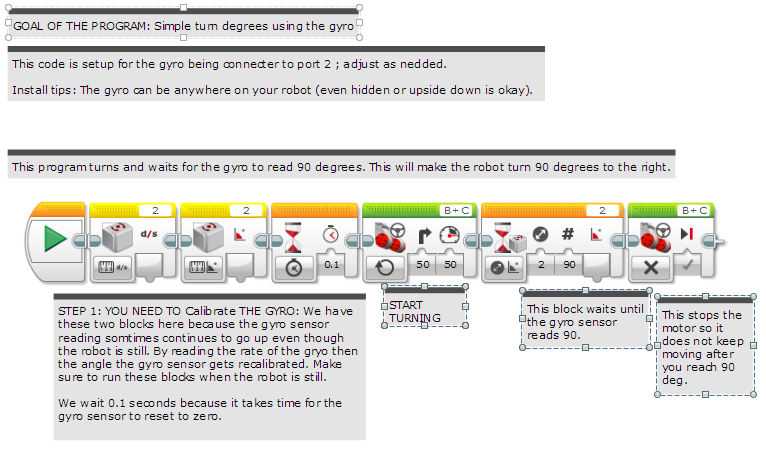 GOAL OF THE PROGRAM: Simple turn degrees using the gyro
This code is setup for the gyro being connecter to port 2 ; adjust as nedded.
Install tips: The gyro can be anywhere on your robot (even hidden or upside down is okay).
This program turns and waits for the gyro to read 90 degrees. This will make the robot turn 90 degrees to the right.
2 2 B+C 2 B+C
d/s #
d/s 0.1 50 50 2 90
STEP 1: YOU NEED TO Calibrate THE GYRO: We have
these two blocks here because the gyro sensor
reading somtimes continues to go up even though
the robot is still. By reading the rate of the gryo then
the angle the gyro sensor gets recalibrated. Make
sure to run these blocks when the robot is still.
We wait 0.1 seconds because it takes time for the
gyro sensor to reset to zero.
START
TURNING
This block waits until
the gyro sensor
reads 90.
This stops the
motor so it
does not keep
moving after
you reach 90
deg.